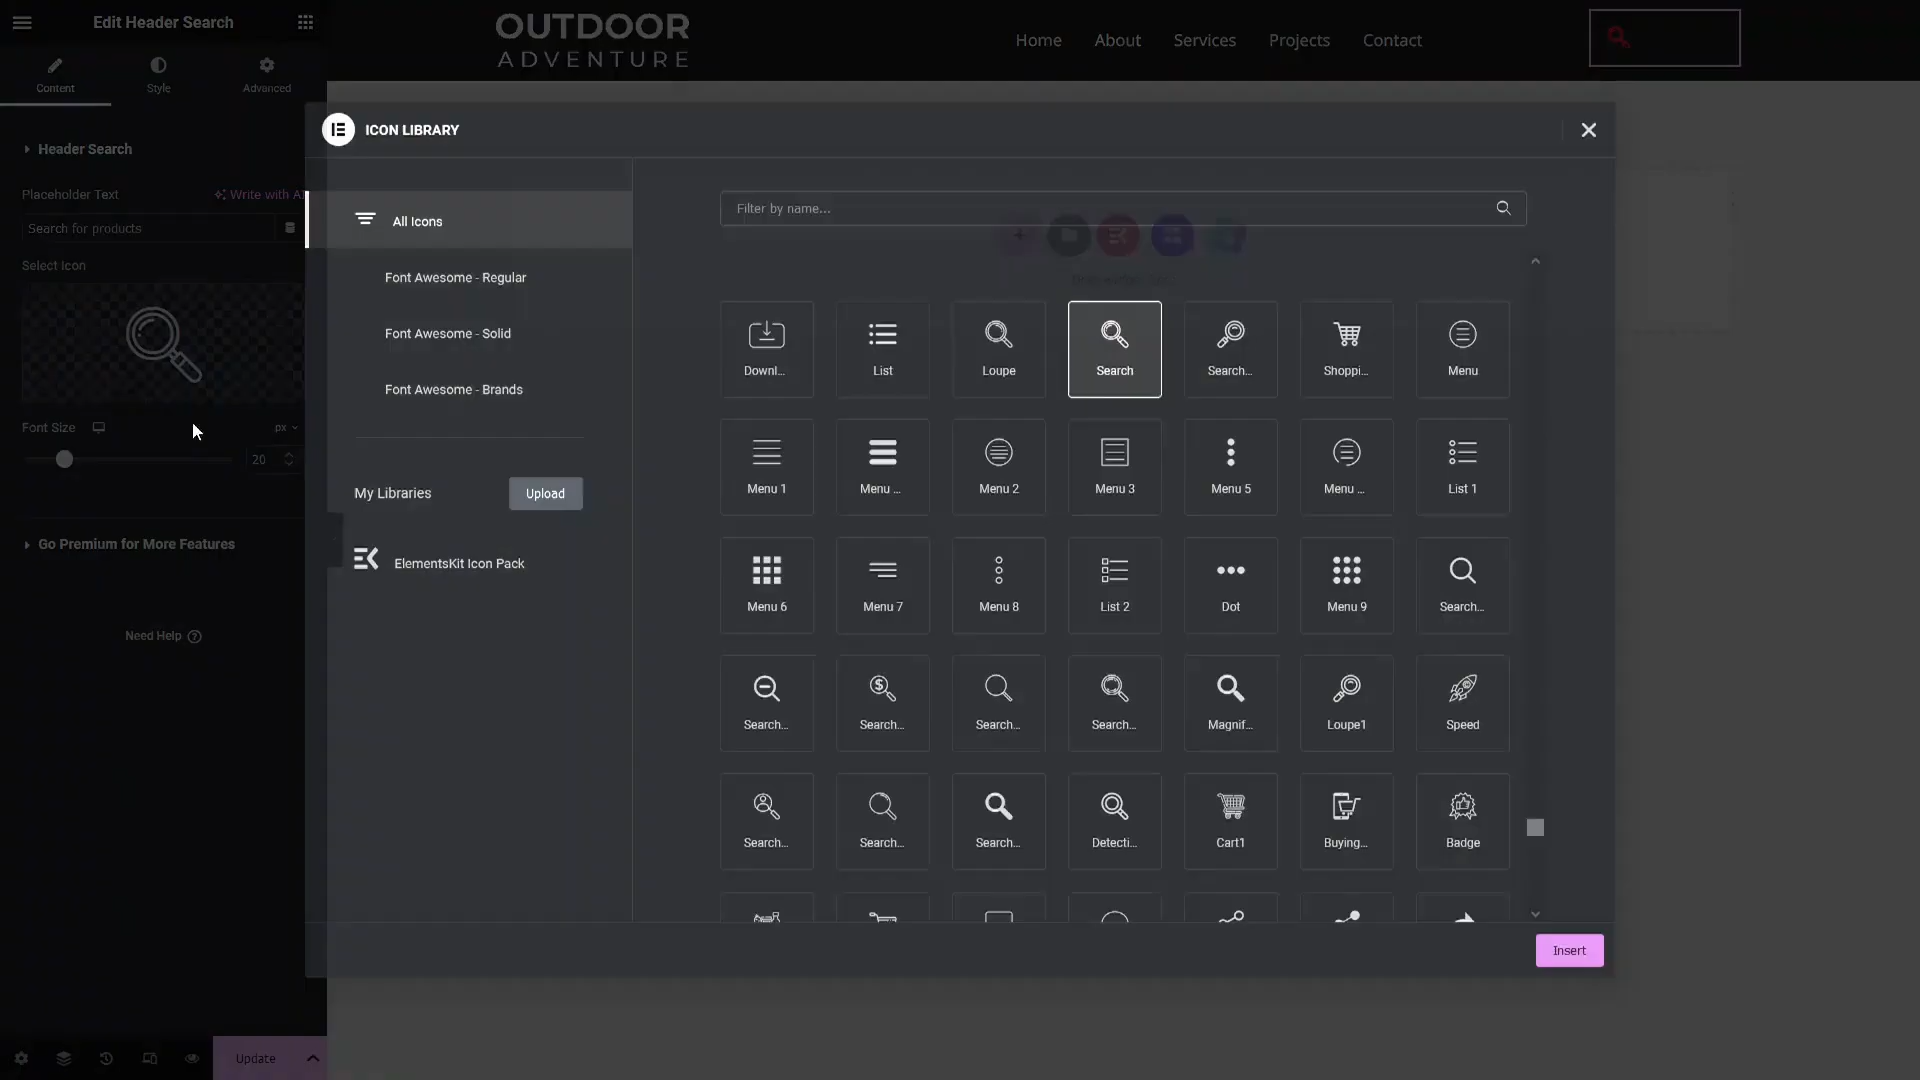 Edit Header Search
OUTDOOR
ADVENTURE
Home
About
Services
Projects
Contact
Content
Style
Advanced
ICON LIBRARY
Header Search
Placeholder Text
Write with AI
Search for products
Select Icon
Font Size
px
20
Go Premium for More Features
Need Help
Update
All Icons
Font Awesome - Regular
Font Awesome - Solid
Font Awesome - Brands
My Libraries
Upload
ElementsKit Icon Pack
Filter by name...
Downl...
List
Loupe
Search
Search...
Shoppi...
Menu
Menu 1
Menu ...
Menu 2
Menu 3
Menu 5
Menu ...
List 1
Menu 6
Menu 7
Menu 8
List 2
Dot
Menu 9
Search...
Search...
Search...
Search...
Search...
Magnif...
Loupe1
Speed
Search...
Search...
Search...
Detecti...
Cart1
Buying...
Badge
Insert